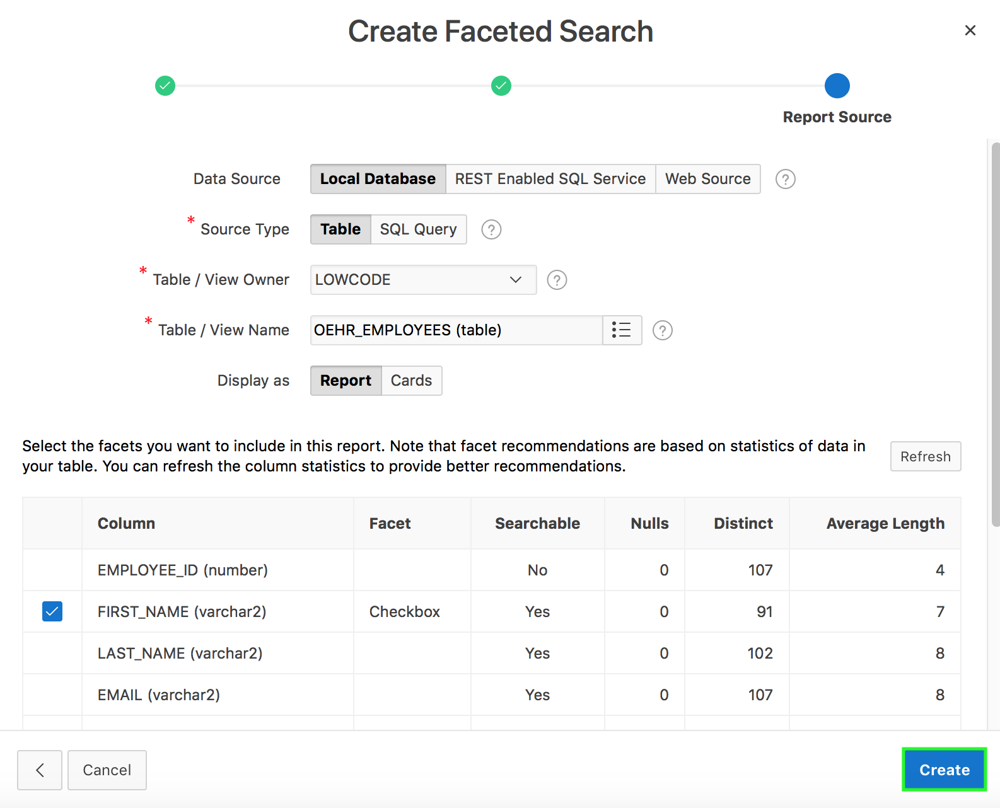 Create Faceted Search
Report Source
Data Source Local Database REST Enabled SQL Service Web Source ?
* Source Type Table SQL Query ?
* Table / View Owner LOWCODE ?
* Table / View Name OEHR_EMPLOYEES (table) ?
Display as Report Cards
Select the facets you want to include in this report. Note that facet recommendations are based on statistics of data in
your table. You can refresh the column statistics to provide better recommendations.
Refresh
Column Facet Searchable Nulls Distinct Average Length
EMPLOYEE_ID (number) No 0 107 4
FIRST_NAME (varchar2) Checkbox Yes 0 91 7
LAST_NAME (varchar2) Yes 0 102 8
EMAIL (varchar2) Yes 0 107 8
Cancel Create